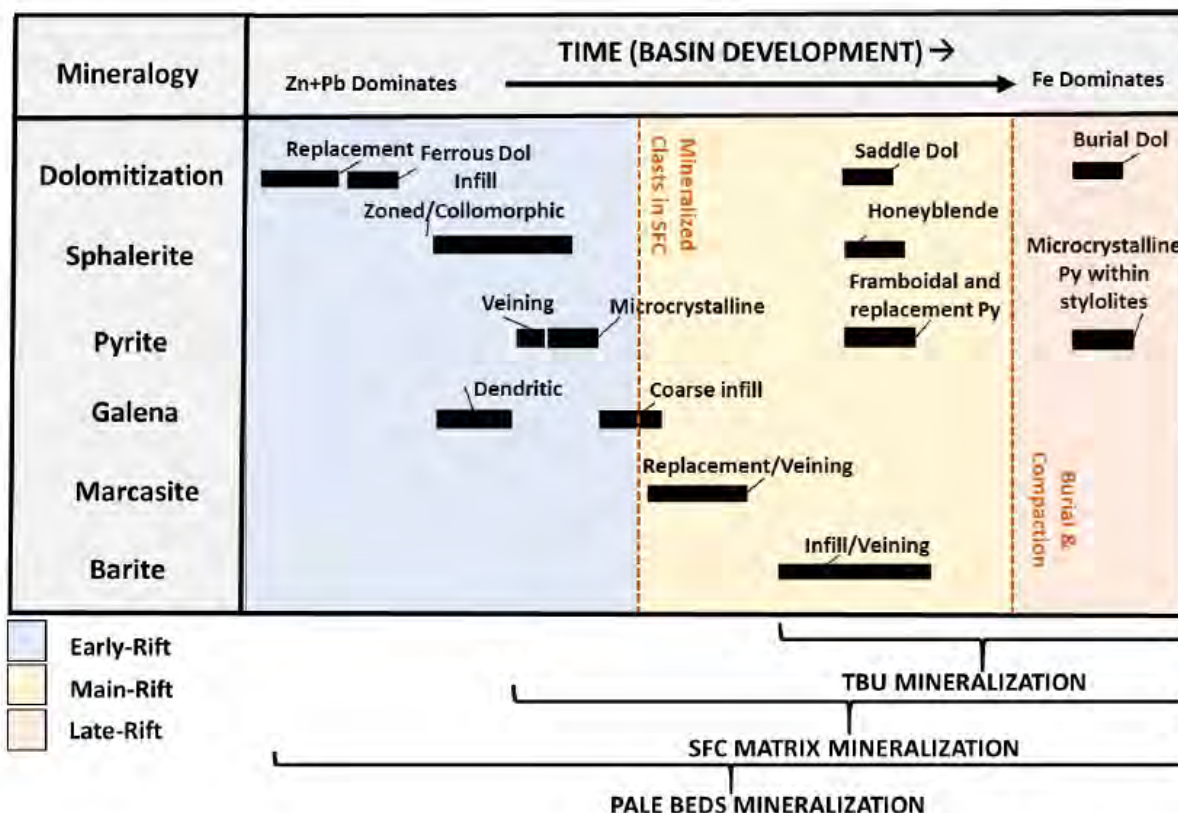 Mineralogy
TIME (BASIN DEVELOPMENT) →
Zn+Pb Dominates
Fe Dominates
Dolomitization
Replacement
Ferrous Dol
Infill
Saddle Dol
Burial Dol
Mineralized
Clasts in SFC
Sphalerite
Zoned/Collomorphic
Honeyblende
Pyrite
Veining
Microcrystalline
Framboidal and
replacement Py
Microcrystalline
Py within
stylolites
Galena
Dendritic
Coarse infill
Marcasite
Replacement/Veining
Burial &
Compaction
Barite
Infill/Veining
Early-Rift
Main-Rift
Late-Rift
TBU MINERALIZATION
SFC MATRIX MINERALIZATION
PALE BEDS MINERALIZATION